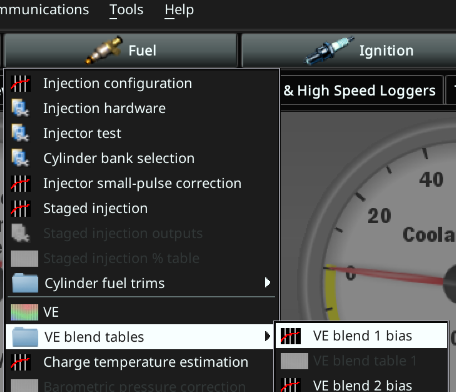 mmunications Tools Help
Fuel Ignition
Injection configuration
& High Speed Loggers
Injection hardware
Injector test
Cylinder bank selection
Injector small-pulse correction
40
Staged injection
20
Staged injection outputs
Coola
Staged injection % table
Cylinder fuel trims
0
VE
VE blend tables
VE blend 1 bias
Charge temperature estimation
VE blend table 1
Barometric pressure correction
VE blend 2 bias